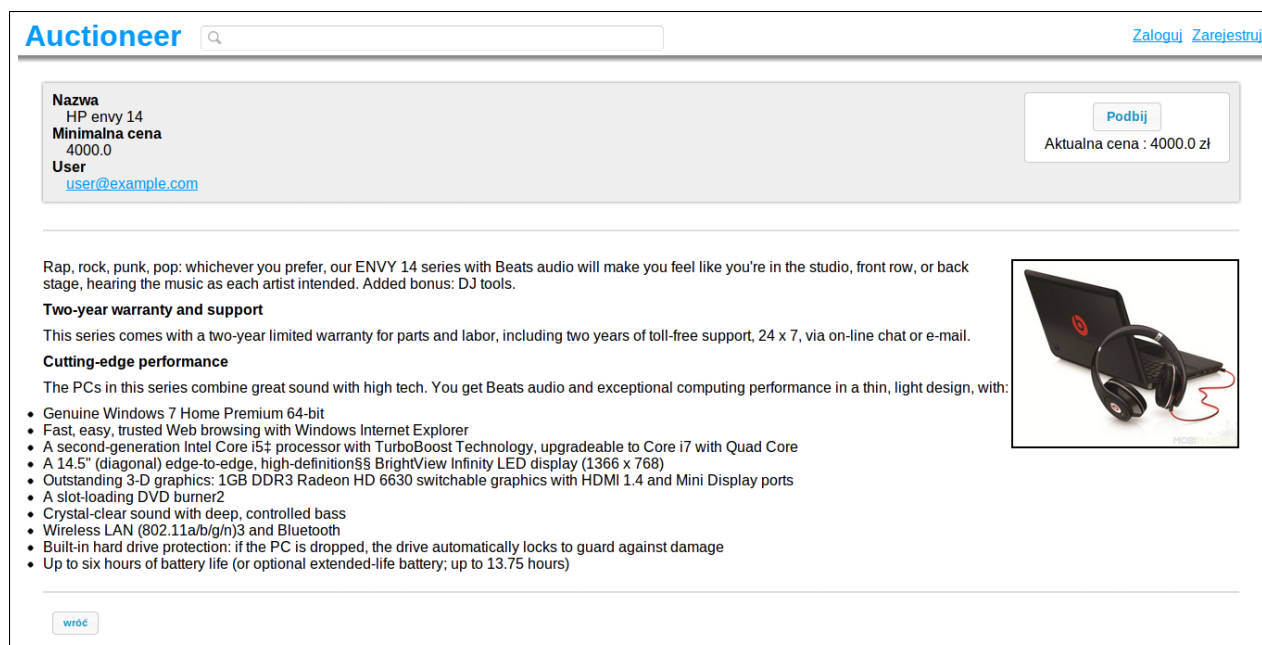 Auctioneer
Zaloguj Zarejestruj
Nazwa
HP envy 14
Minimalna cena
4000.0
User
user@example.com
Podbij
Aktualna cena : 4000.0 zł
Rap, rock, punk, pop: whichever you prefer, our ENVY 14 series with Beats audio will make you feel like you're in the studio, front row, or back
stage, hearing the music as each artist intended. Added bonus: DJ tools.
Two-year warranty and support
This series comes with a two-year limited warranty for parts and labor, including two years of toll-free support, 24 x 7, via on-line chat or e-mail.
Cutting-edge performance
The PCs in this series combine great sound with high tech. You get Beats audio and exceptional computing performance in a thin, light design, with:
Genuine Windows 7 Home Premium 64-bit
Fast, easy, trusted Web browsing with Windows Internet Explorer
A second-generation Intel Core i5‡ processor with TurboBoost Technology, upgradeable to Core i7 with Quad Core
A 14.5" (diagonal) edge-to-edge, high-definition§§ BrightView Infinity LED display (1366 x 768)
Outstanding 3-D graphics: 1GB DDR3 Radeon HD 6630 switchable graphics with HDMI 1.4 and Mini Display ports
A slot-loading DVD burner2
Crystal-clear sound with deep, controlled bass
Wireless LAN (802.11a/b/g/n)3 and Bluetooth
Built-in hard drive protection: if the PC is dropped, the drive automatically locks to guard against damage
Up to six hours of battery life (or optional extended-life battery; up to 13.75 hours)
wróć